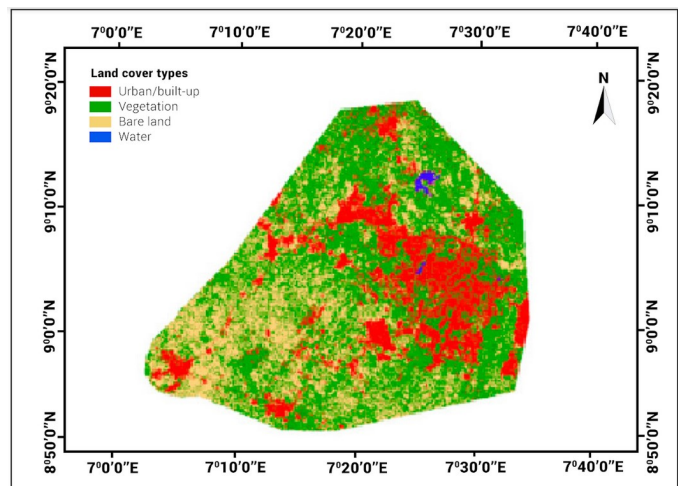 7⁰0’0’’E 7⁰10’0’’E 7⁰20’0’’E 7⁰30’0’’E 7⁰40’0’’E
Land cover types
Urban/built-up
Vegetation
Bare land
Water
N
9⁰20’0’’N 9⁰20’0’’N
9⁰10’0’’N 9⁰10’0’’N
9⁰0’0’’N 9⁰0’0’’N
8⁰50’0’’N 8⁰50’0’’N
7⁰0’0’’E 7⁰10’0’’E 7⁰20’0’’E 7⁰30’0’’E 7⁰40’0’’E